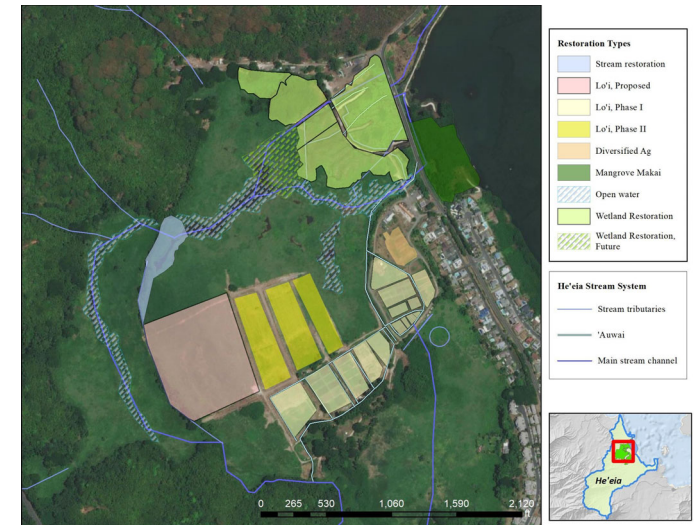 Restoration Types
Stream restoration
Lo'i, Proposed
Lo'i, Phase I
Lo'i, Phase II
Diversified Ag
Mangrove Makai
Open water
Wetland Restoration
Wetland Restoration,
Future
He'eia Stream System
Stream tributaries
'Auwai
Main stream channel
He'eia
0 265 530 1,060 1,590 2,120